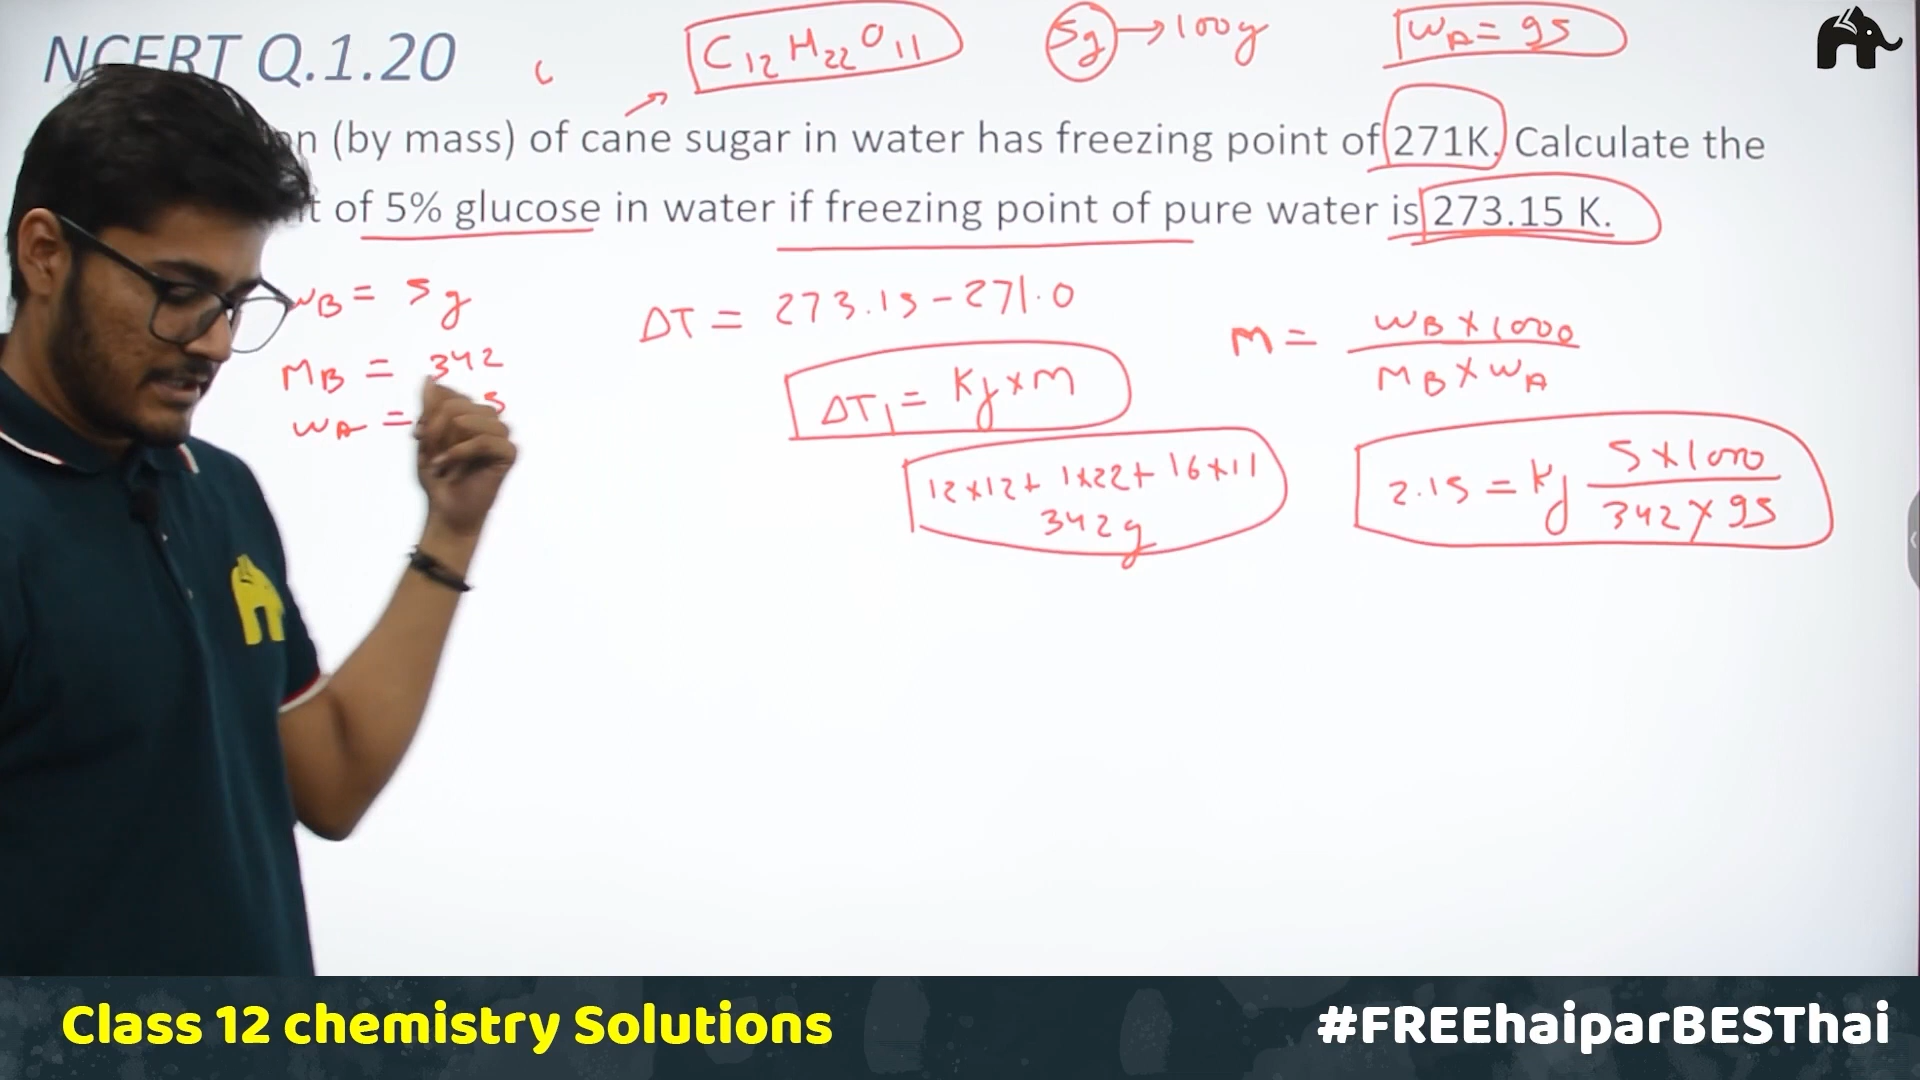 NCERT Q.1.20
C12H22O11
5g → 100g
WA = 95
on (by mass) of cane sugar in water has freezing point of 271K. Calculate the
t of 5% glucose in water if freezing point of pure water is 273.15 K.
WB = 5g
MB = 342
WA =
ΔT = 273.15 - 271.0
ΔT1 = Kf × m
12×12 + 1×22 + 16×11
342g
m = WB × 1000 / MB × WA
2.15 = Kf 5×1000 / 342 × 95
Class 12 chemistry Solutions
#FREEhaiparBESThai